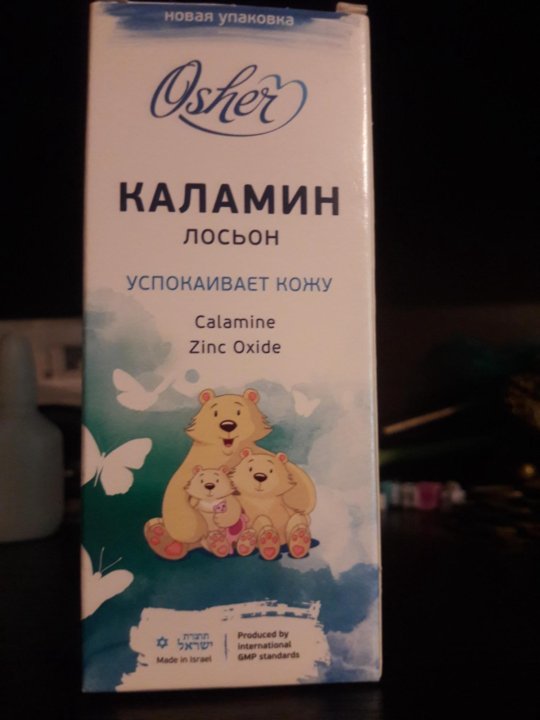 новая упаковка
Osher
КАЛАМИН
ЛОСЬОН
УСПОКАИВАЕТ КОЖУ
Calamine
Zinc Oxide
תוצרת
ישראל
Made in Israel
Produced by
international
GMP standards